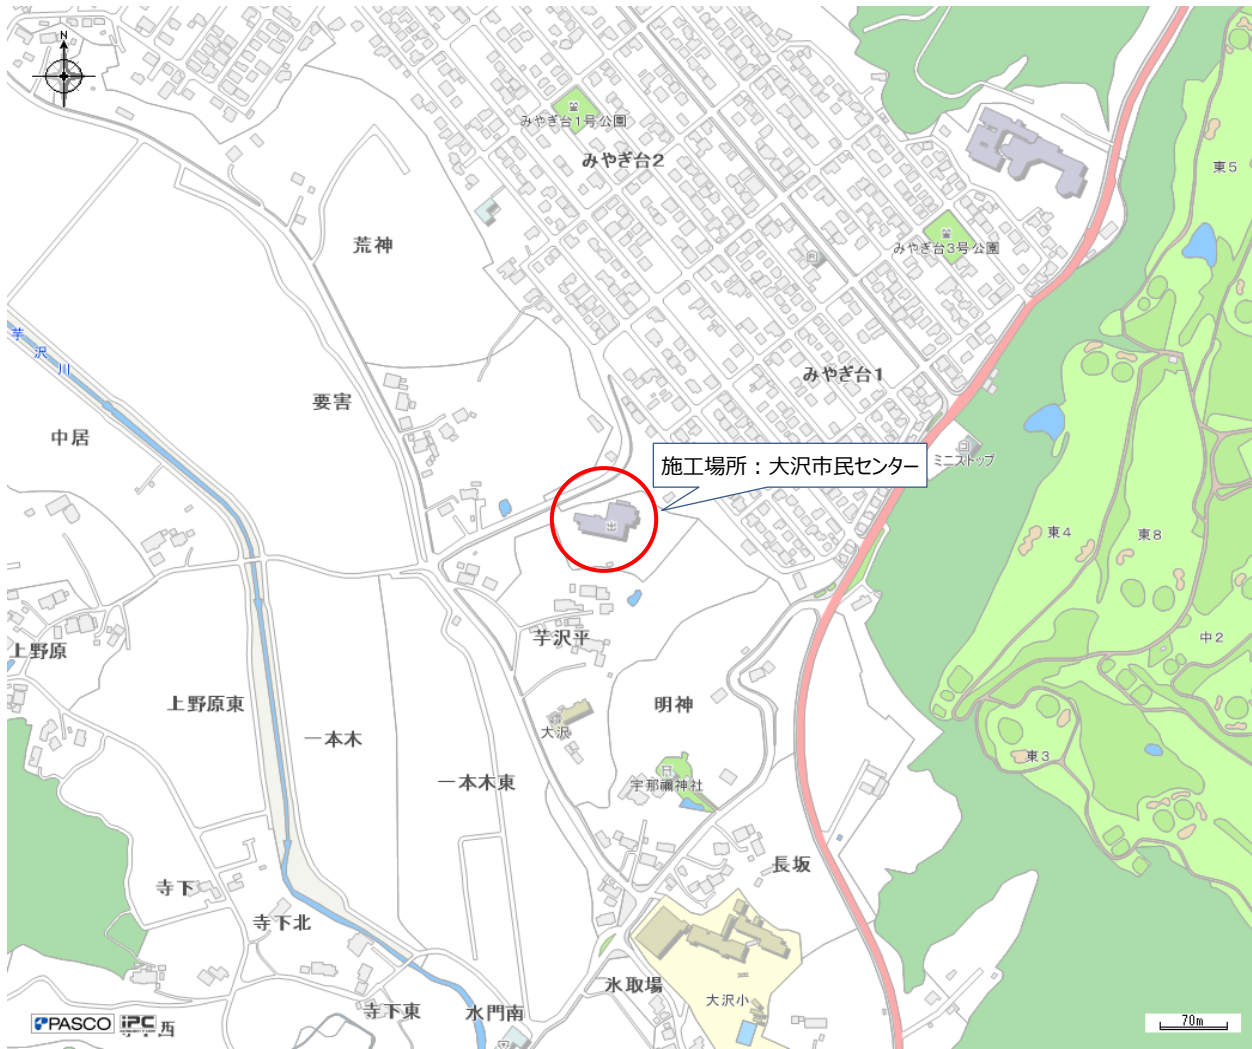 N
みやぎ台1号公園
みやぎ台2
東5
荒神
みやぎ台3号公園
芋沢川
みやぎ台1
要害
中居
施工場所：大沢市民センター
ミニストップ
東4
東8
芋沢平
中2
上野原
上野原東
明神
一本木
大沢
東3
一本木東
宇那禰神社
長坂
寺下
寺下北
氷取場
大沢小
寺下東
水門南
PASCO
iPC
西
70m